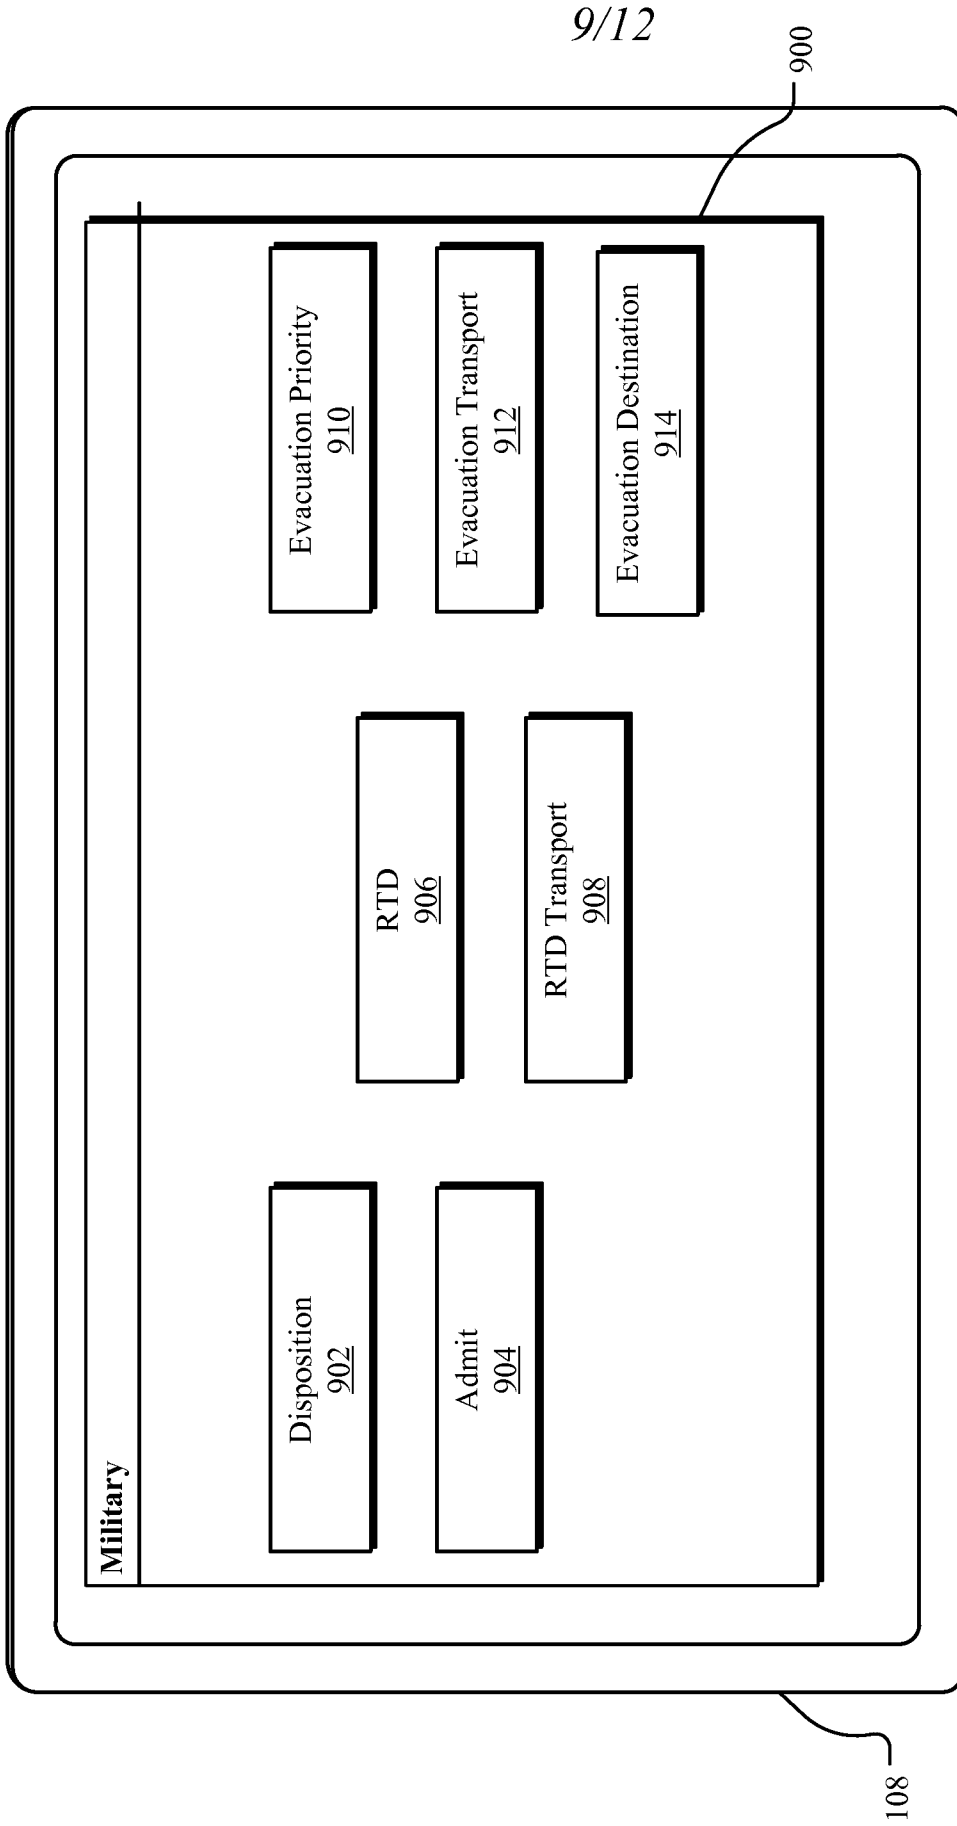 9/12
900
Military
Disposition
902
Admit
904
RTD
906
RTD Transport
908
Evacuation Priority
910
Evacuation Transport
912
Evacuation Destination
914
108